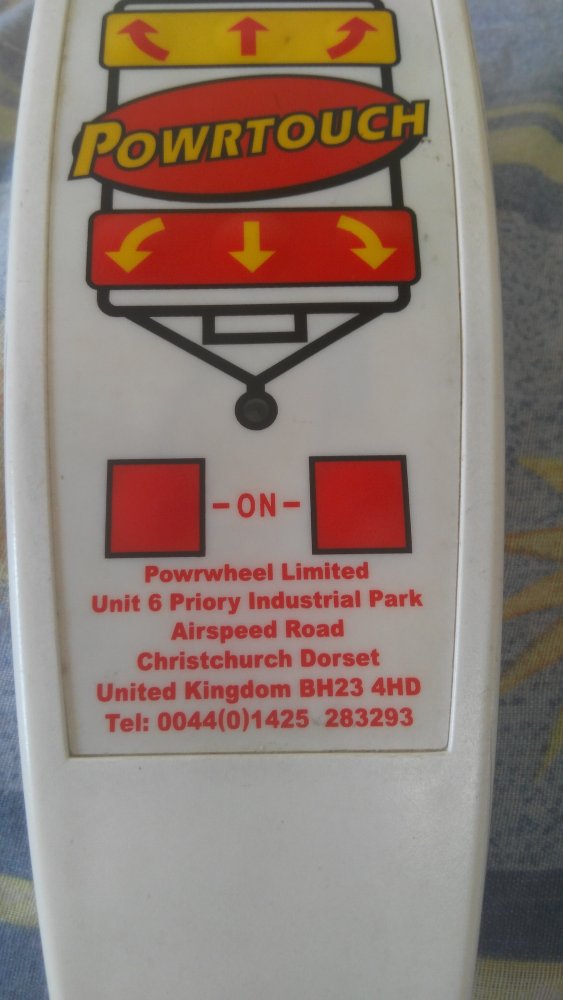 POWRTOUCH
-ON-
Powrwheel Limited
Unit 6 Priory Industrial Park
Airspeed Road
Christchurch Dorset
United Kingdom BH23 4HD
Tel: 0044(0)1425 283293